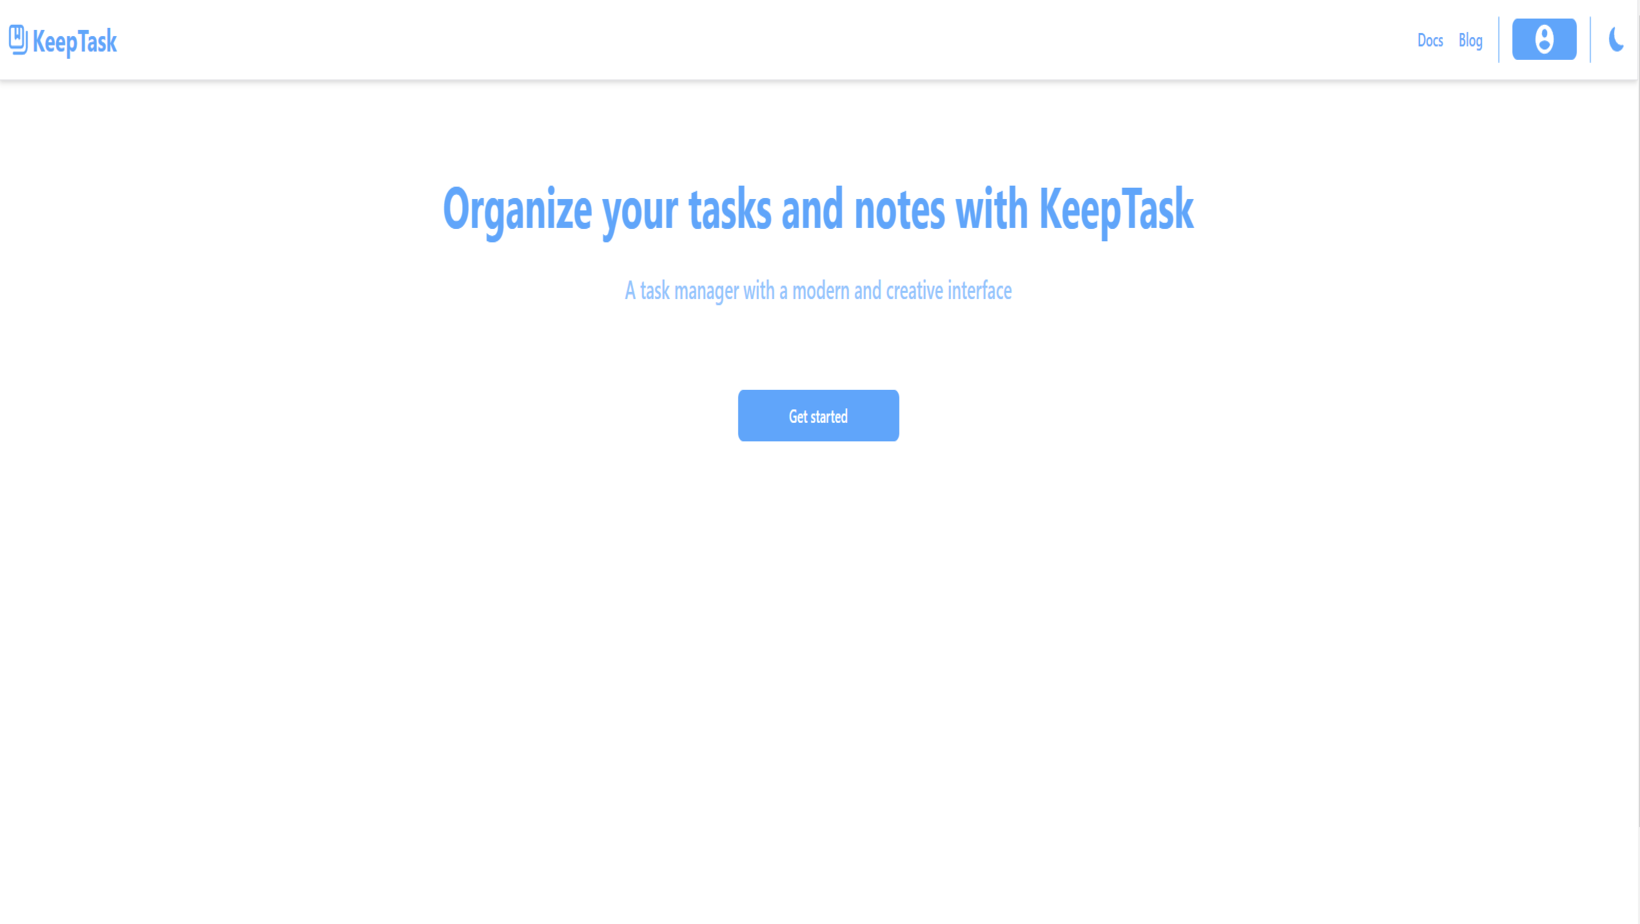 KeepTask
Docs
Blog
Organize your tasks and notes with KeepTask
A task manager with a modern and creative interface
Get started